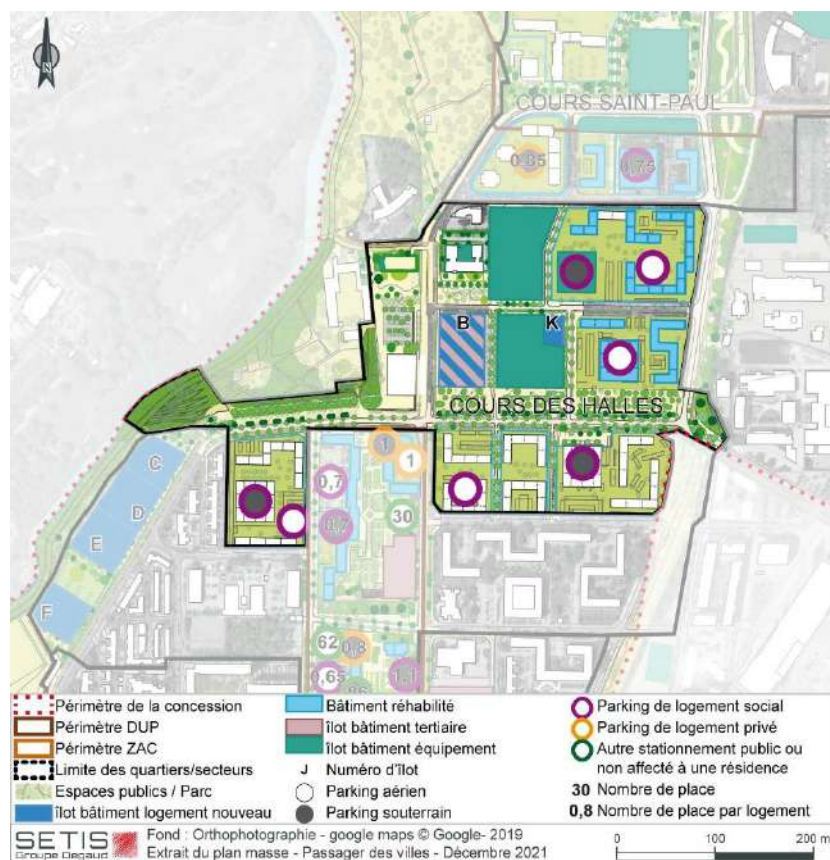 N
COURS SAINT-PAUL
0,85
0,75
B
K
COURS DES HALLES
1
1
0,7
0,7
30
C
D
E
F
62
0,8
0,65
1,1
Périmètre de la concession
Périmètre DUP
Périmètre ZAC
Limite des quartiers/secteurs
Espaces publics / Parc
îlot bâtiment logement nouveau
Bâtiment réhabilité
îlot bâtiment tertiaire
îlot bâtiment équipement
J Numéro d'îlot
Parking aérien
Parking souterrain
Parking de logement social
Parking de logement privé
Autre stationnement public ou
non affecté à une résidence
30 Nombre de place
0,8 Nombre de place par logement
SETIS
Groupe Degaud
Fond : Orthophotographie - google maps © Google- 2019
Extrait du plan masse - Passager des villes - Décembre 2021
0 100 200 m